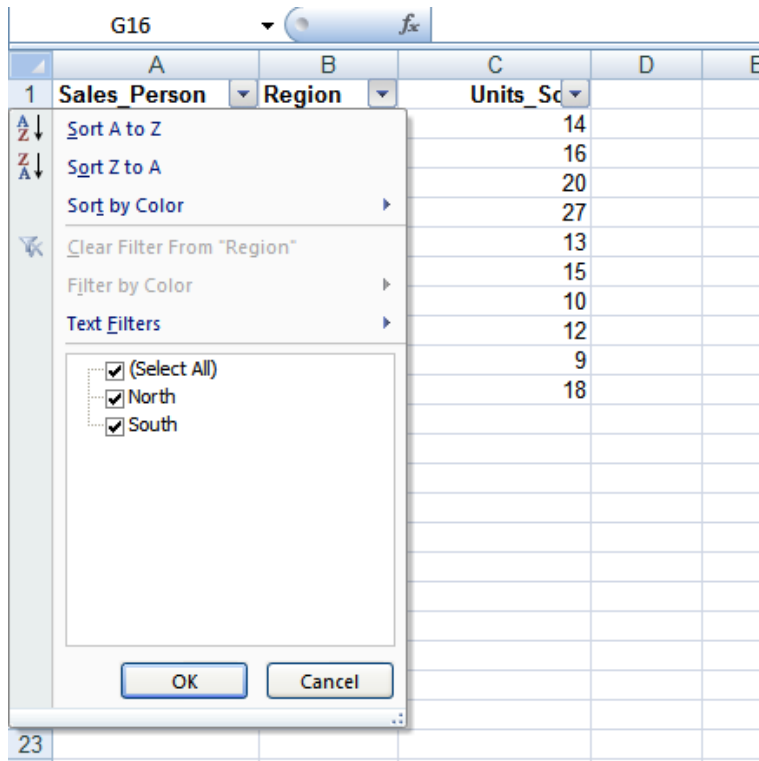 G16 fx
A B C D E
1 Sales_Person Region Units_Sc
Sort A to Z 14
Sort Z to A 16
20
Sort by Color 27
Clear Filter From "Region" 13
Filter by Color 15
10
Text Filters 12
(Select All) 9
North 18
South
OK Cancel
23